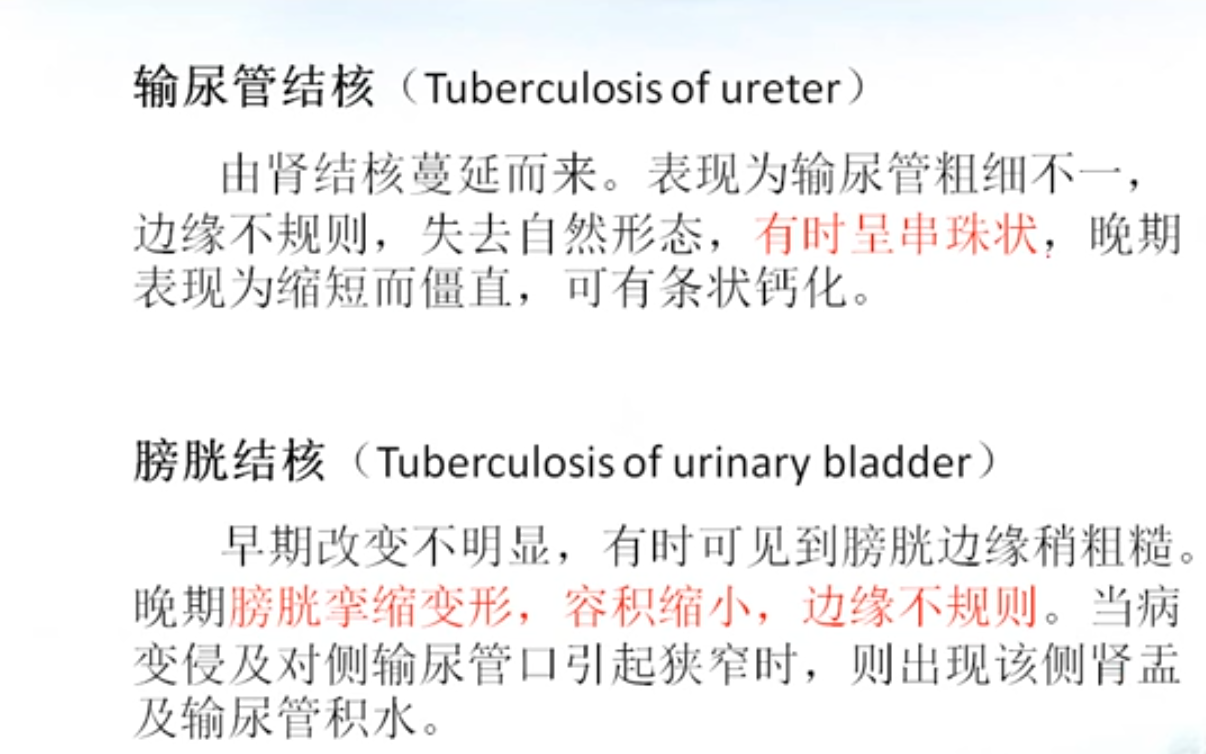 输尿管结核（Tuberculosis of ureter）
由肾结核蔓延而来。表现为输尿管粗细不一，
边缘不规则，失去自然形态，有时呈串珠状，晚期
表现为缩短而僵直，可有条状钙化。
膀胱结核（Tuberculosis of urinary bladder）
早期改变不明显，有时可见到膀胱边缘稍粗糙。
晚期膀胱挛缩变形，容积缩小，边缘不规则。当病
变侵及对侧输尿管口引起狭窄时，则出现该侧肾盂
及输尿管积水。